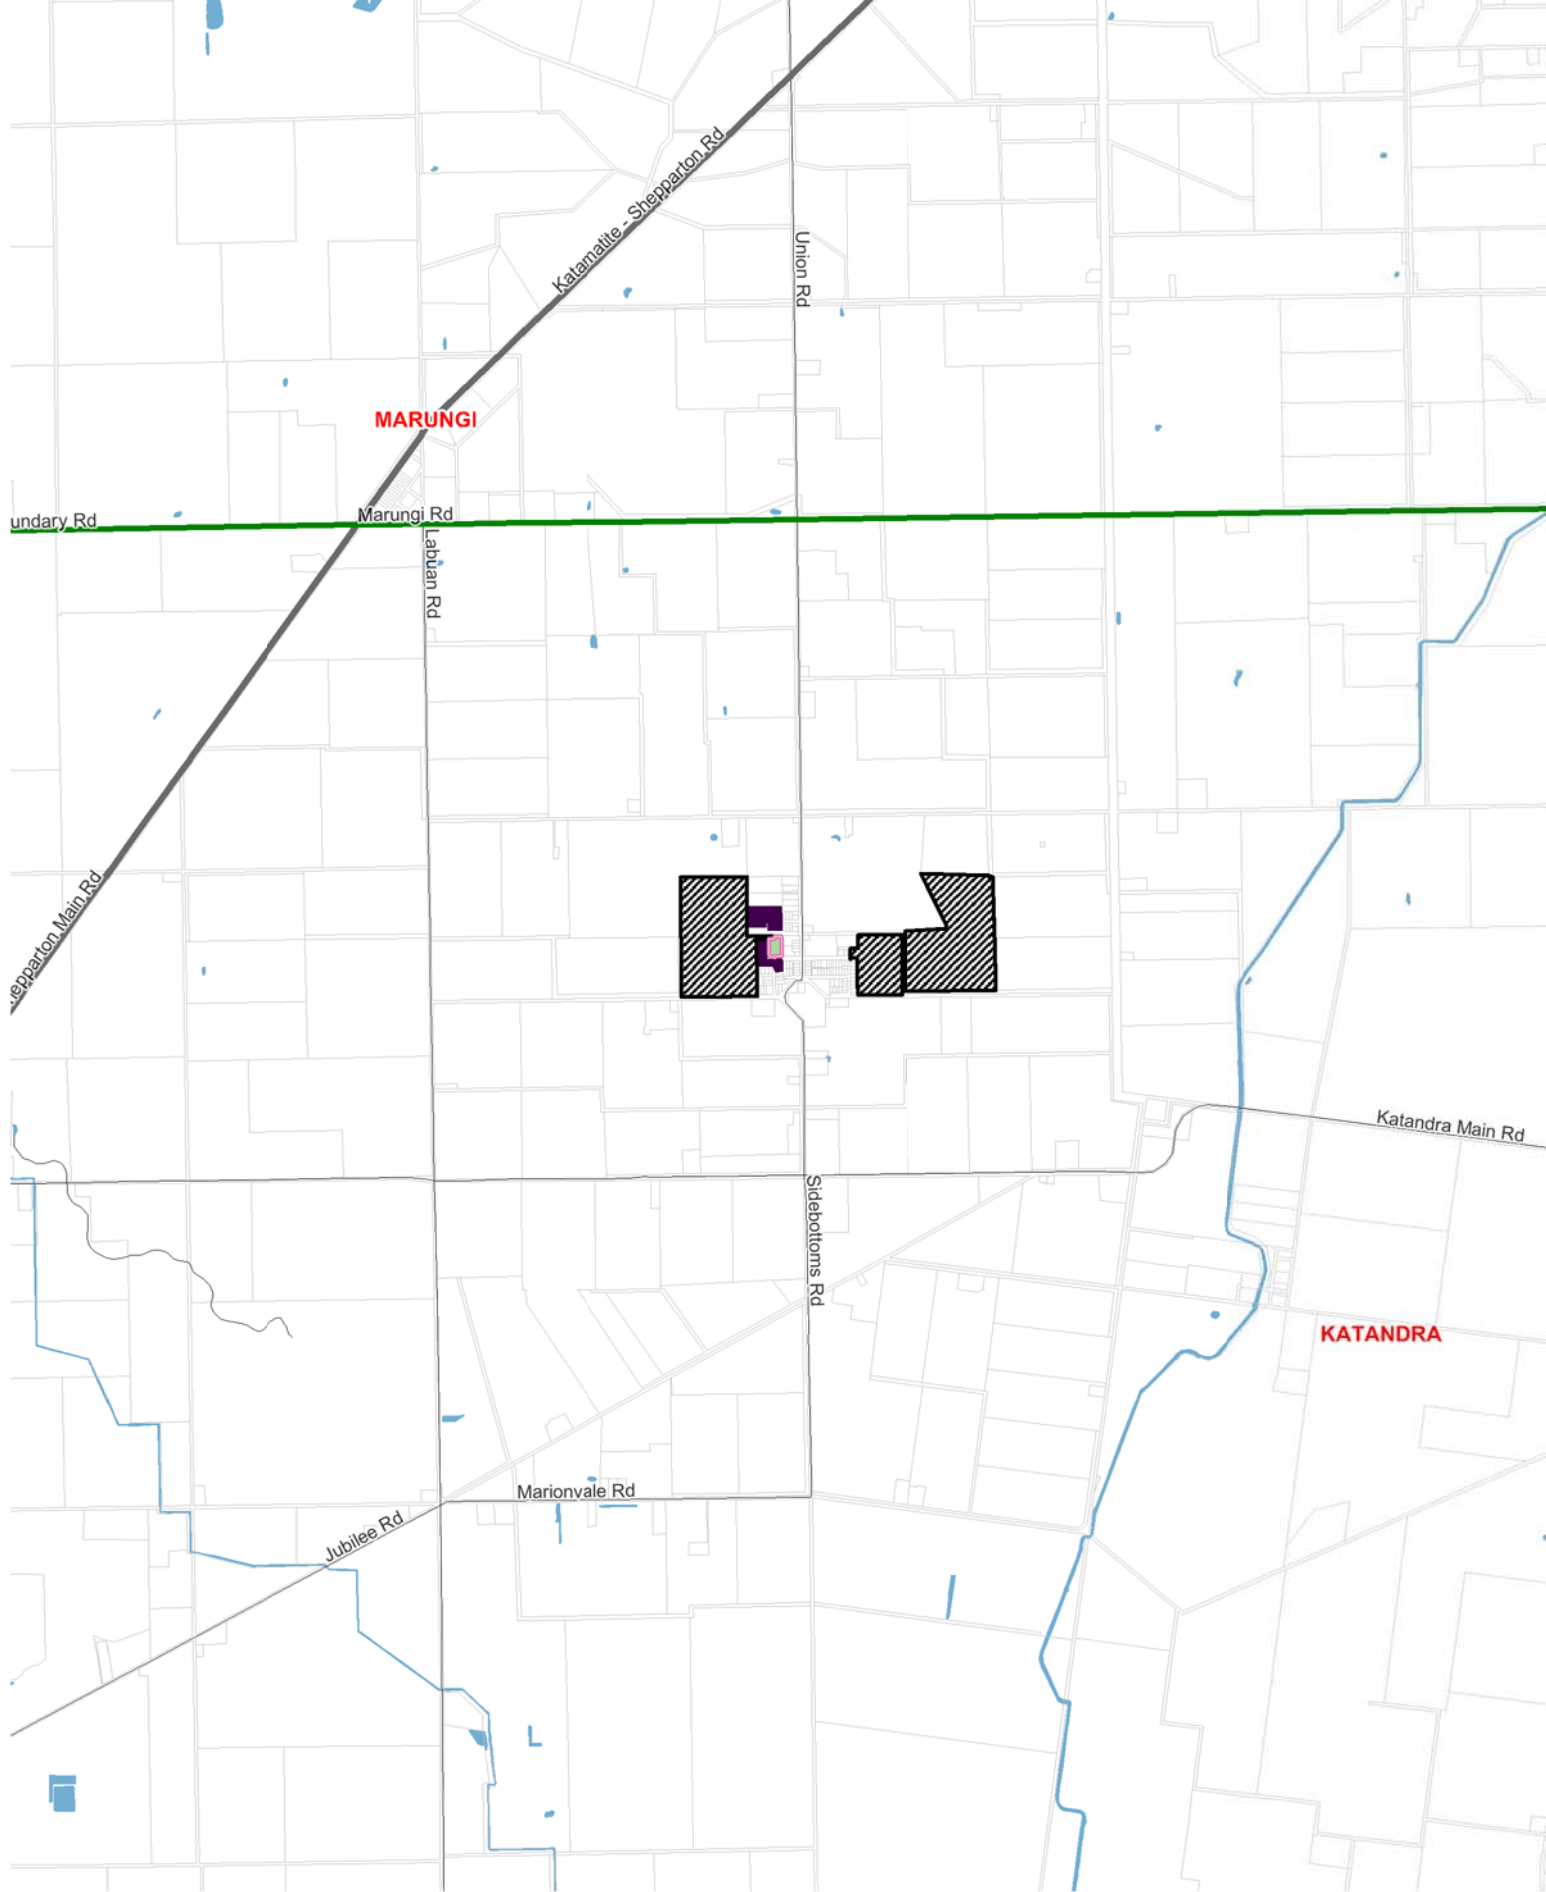 Katamatite - Shepparton Rd
Union Rd
MARUNGI
undary Rd
Marungi Rd
Labuan Rd
epparton Main Rd
Katandra Main Rd
Sidebottoms Rd
KATANDRA
Marionvale Rd
Jubilee Rd